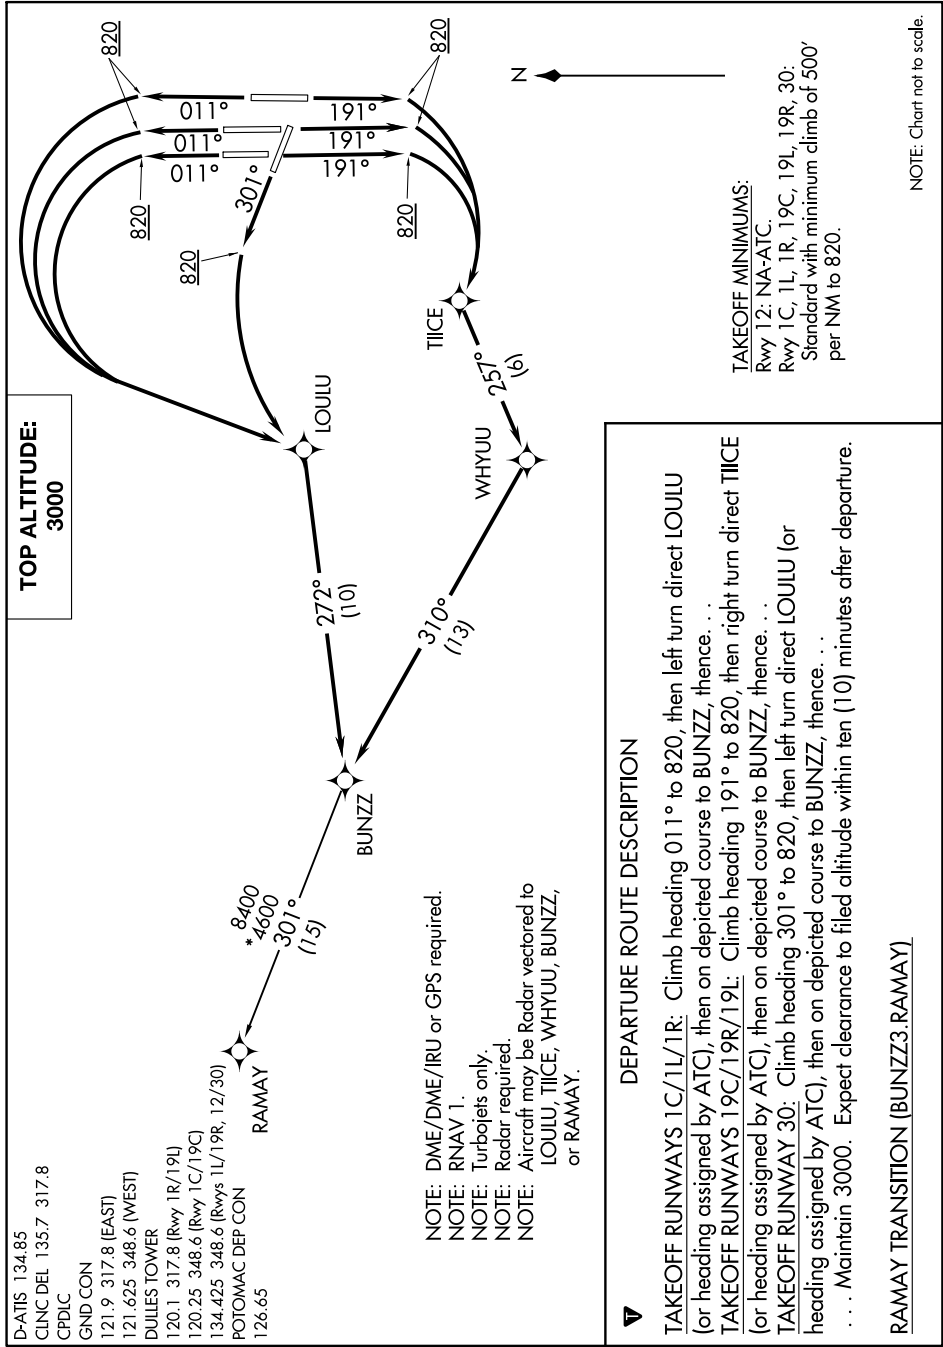 D-ATIS 134.85
CLNC DEL 135.7 317.8
CPDLC
GND CON
121.9 317.8 (EAST)
121.625 348.6 (WEST)
DULLES TOWER
120.1 317.8 (Rwy 1R/19L)
120.25 348.6 (Rwy 1C/19C)
134.425 348.6 (Rwys 1L/19R, 12/30)
POTOMAC DEP CON
126.65
TOP ALTITUDE:
3000
820
820
820
820
820
011°
011°
011°
191°
191°
191°
301°
N
LOULU
TIICE
257°
(6)
WHYUU
272°
(10)
310°
(13)
BUNZZ
8400
* 4600
301°
(15)
RAMAY
NOTE: DME/DME/IRU or GPS required.
NOTE: RNAV 1.
NOTE: Turbojets only.
NOTE: Radar required.
NOTE: Aircraft may be Radar vectored to
LOULU, TIICE, WHYUU, BUNZZ,
or RAMAY.
TAKEOFF MINIMUMS:
Rwy 12: NA-ATC.
Rwy 1C, 1L, 1R, 19C, 19L, 19R, 30:
Standard with minimum climb of 500'
per NM to 820.
NOTE: Chart not to scale.
T
DEPARTURE ROUTE DESCRIPTION
TAKEOFF RUNWAYS 1C/1L/1R: Climb heading 011° to 820, then left turn direct LOULU
(or heading assigned by ATC), then on depicted course to BUNZZ, thence. . .
TAKEOFF RUNWAYS 19C/19R/19L: Climb heading 191° to 820, then right turn direct TIICE
(or heading assigned by ATC), then on depicted course to BUNZZ, thence. . .
TAKEOFF RUNWAY 30: Climb heading 301° to 820, then left turn direct LOULU (or
heading assigned by ATC), then on depicted course to BUNZZ, thence. . .
. . . Maintain 3000. Expect clearance to filed altitude within ten (10) minutes after departure.
RAMAY TRANSITION (BUNZZ3.RAMAY)